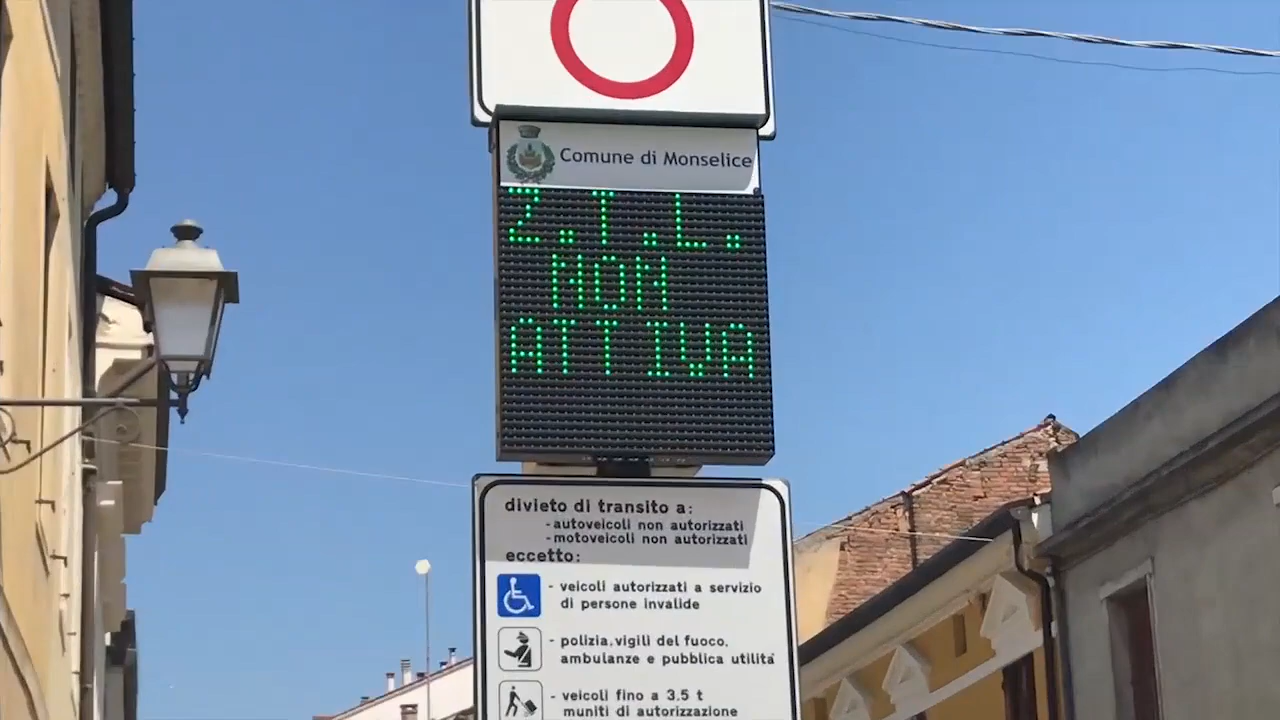 Comune di Monselice
Z.T.L.
NON
ATTIVA
divieto di transito a:
-autoveicoli non autorizzati
-motoveicoli non autorizzati
eccetto:
- veicoli autorizzati a servizio
di persone invalide
- polizia,vigili del fuoco,
ambulanze e pubblica utilità
- veicoli fino a 3.5 t
muniti di autorizzazione